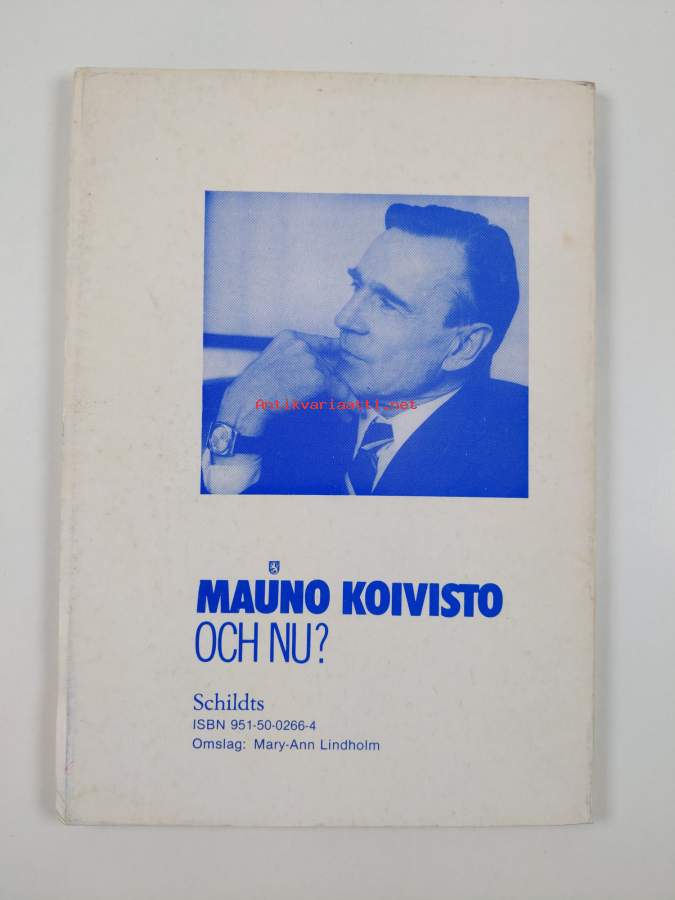 Antikvariaatti.net
MAUNO KOIVISTO
OCH NU?
Schildts
ISBN 951-50-0266-4
Omslag: Mary-Ann Lindholm